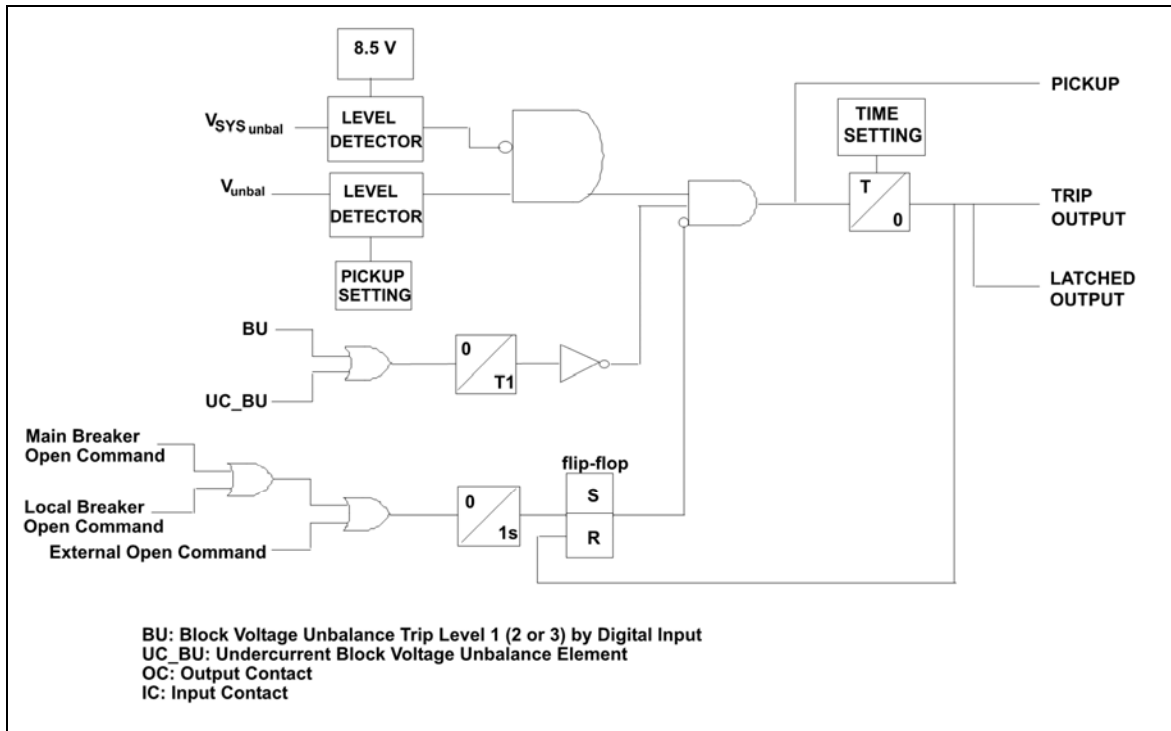 8.5 V
PICKUP
VSYS unbal
LEVEL
DETECTOR
TIME
SETTING
Vunbal
LEVEL
DETECTOR
T
0
TRIP
OUTPUT
PICKUP
SETTING
LATCHED
OUTPUT
BU
0
T1
UC_BU
Main Breaker
Open Command
flip-flop
S
R
0
1s
Local Breaker
Open Command
External Open Command
BU: Block Voltage Unbalance Trip Level 1 (2 or 3) by Digital Input
UC_BU: Undercurrent Block Voltage Unbalance Element
OC: Output Contact
IC: Input Contact